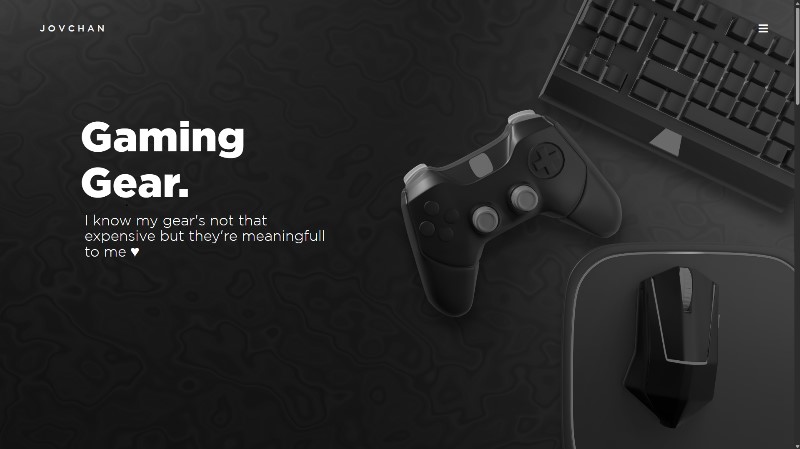 JOVCHAN
Gaming
Gear.
I know my gear's not that
expensive but they're meaningfull
to me ♥